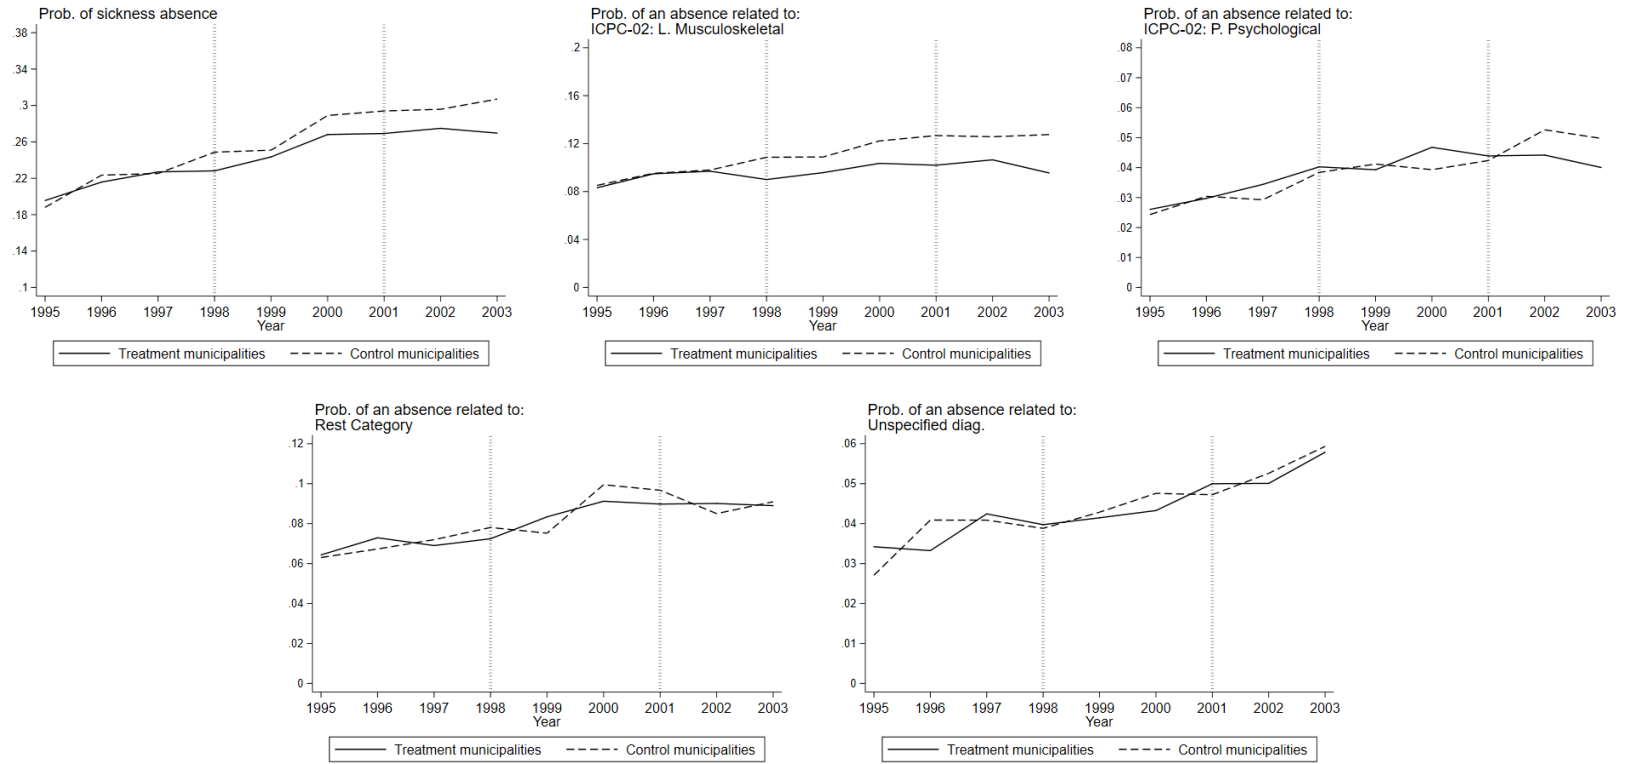 Prob. of sickness absence
.38
.34
.3
.26
.22
.18
.14
.1
1995 1996 1997 1998 1999 2000 2001 2002 2003
Year
Treatment municipalities Control municipalities
Prob. of an absence related to:
ICPC-02: L. Musculoskeletal
.2
.16
.12
.08
.04
0
1995 1996 1997 1998 1999 2000 2001 2002 2003
Year
Treatment municipalities Control municipalities
Prob. of an absence related to:
ICPC-02: P. Psychological
.08
.07
.06
.05
.04
.03
.02
.01
0
1995 1996 1997 1998 1999 2000 2001 2002 2003
Year
Treatment municipalities Control municipalities
Prob. of an absence related to:
Rest Category
.12
.1
.08
.06
.04
.02
0
1995 1996 1997 1998 1999 2000 2001 2002 2003
Year
Treatment municipalities Control municipalities
Prob. of an absence related to:
Unspecified diag.
.06
.05
.04
.03
.02
.01
0
1995 1996 1997 1998 1999 2000 2001 2002 2003
Year
Treatment municipalities Control municipalities